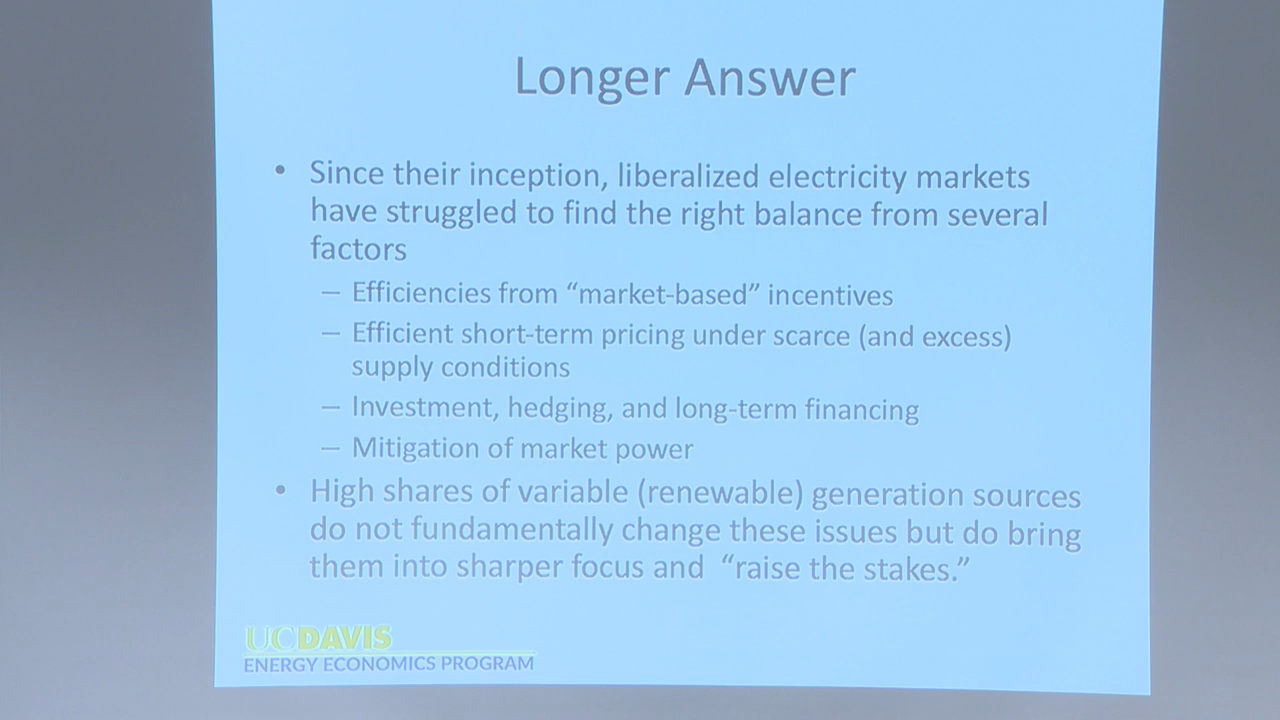 Longer Answer
• Since their inception, liberalized electricity markets
have struggled to find the right balance from several
factors
– Efficiencies from “market-based” incentives
– Efficient short-term pricing under scarce (and excess)
supply conditions
– Investment, hedging, and long-term financing
– Mitigation of market power
• High shares of variable (renewable) generation sources
do not fundamentally change these issues but do bring
them into sharper focus and “raise the stakes.”
UCDAVIS
ENERGY ECONOMICS PROGRAM